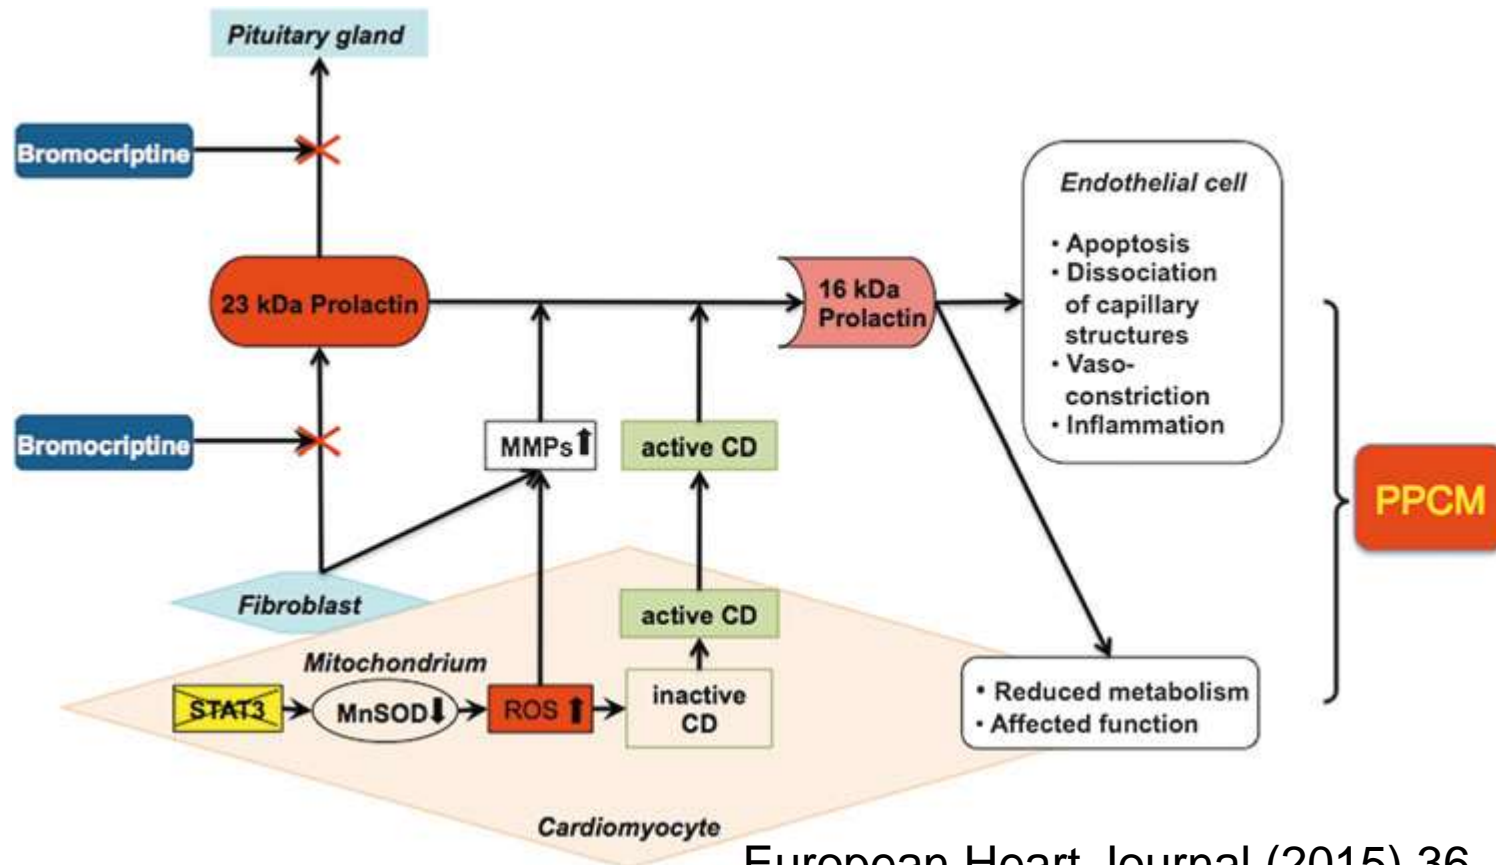 Pituitary gland
Bromocriptine
23 kDa Prolactin
16 kDa
Prolactin
Endothelial cell
• Apoptosis
• Dissociation
of capillary
structures
• Vaso-
constriction
• Inflammation
Bromocriptine
MMPs
active CD
PPCM
Fibroblast
active CD
Mitochondrium
STAT3
MnSOD
ROS
inactive
CD
• Reduced metabolism
• Affected function
Cardiomyocyte
European Heart Journal (2015) 36